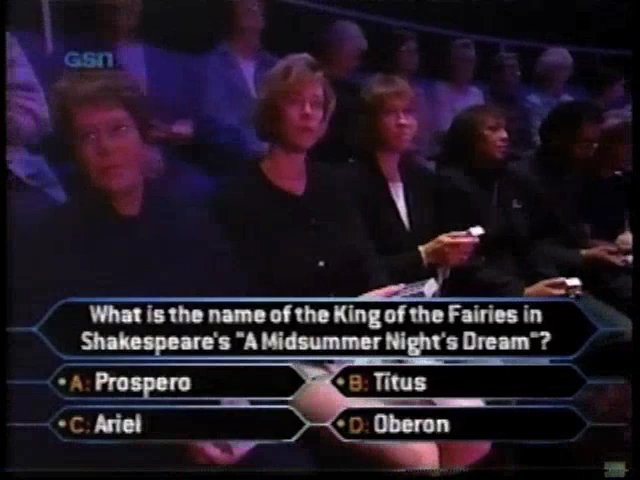 GSN
What is the name of the King of the Fairies in
Shakespeare's "A Midsummer Night's Dream"?
A: Prospero
B: Titus
C: Ariel
D: Oberon